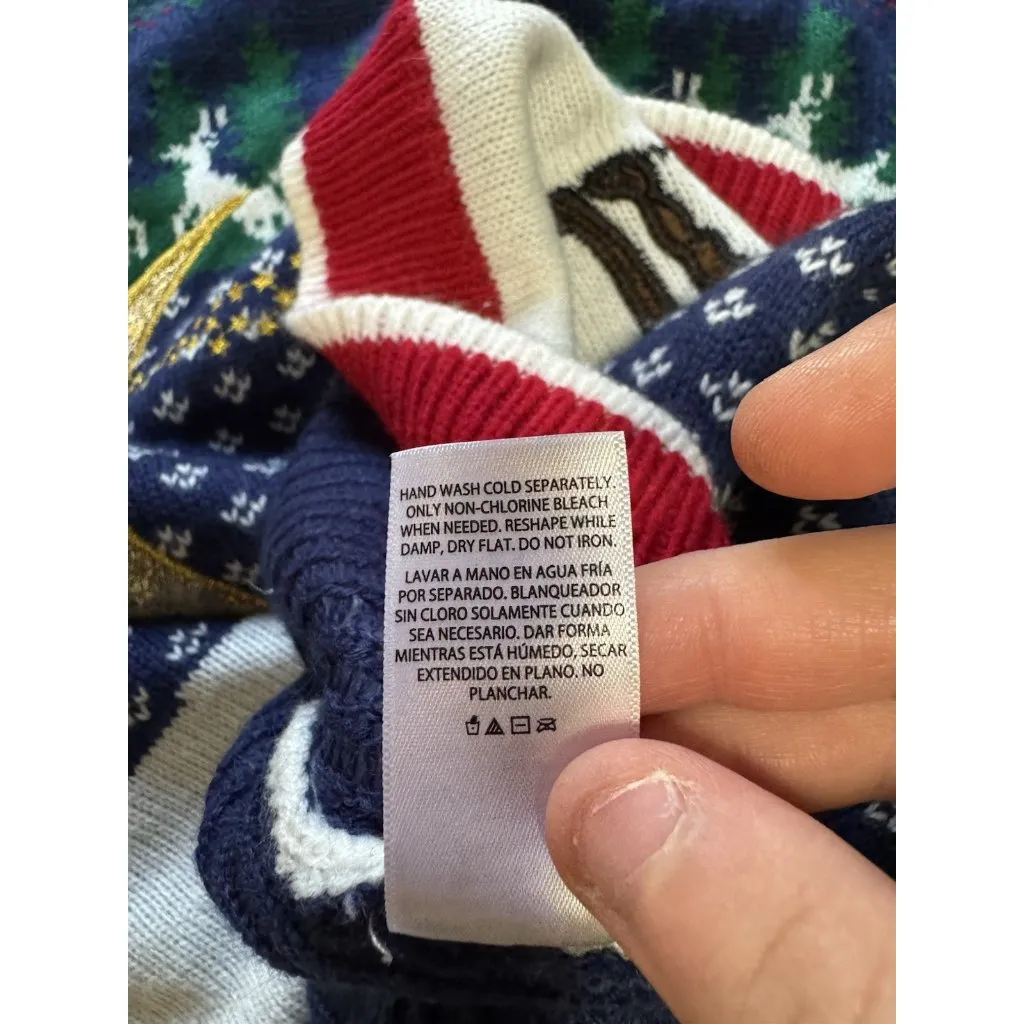 HAND WASH COLD SEPARATELY.
ONLY NON-CHLORINE BLEACH
WHEN NEEDED. RESHAPE WHILE
DAMP, DRY FLAT. DO NOT IRON.
LAVAR A MANO EN AGUA FRÍA
POR SEPARADO. BLANQUEADOR
SIN CLORO SOLAMENTE CUANDO
SEA NECESARIO. DAR FORMA
MIENTRAS ESTÁ HÚMEDO, SECAR
EXTENDIDO EN PLANO. NO
PLANCHAR.